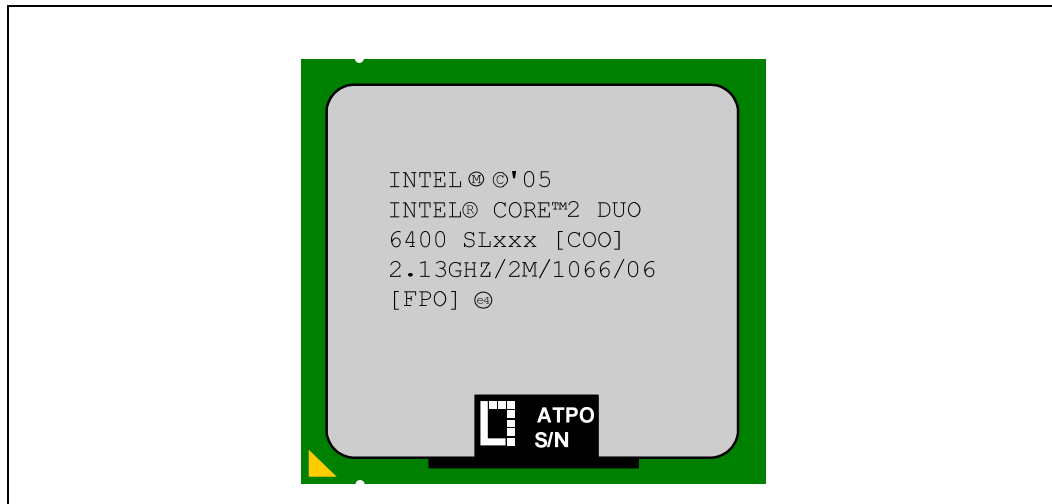 INTEL Ⓜ ©'05
INTEL® CORE™2 DUO
6400 SLxxx [COO]
2.13GHZ/2M/1066/06
[FPO] ⓔ4
ATPO
S/N